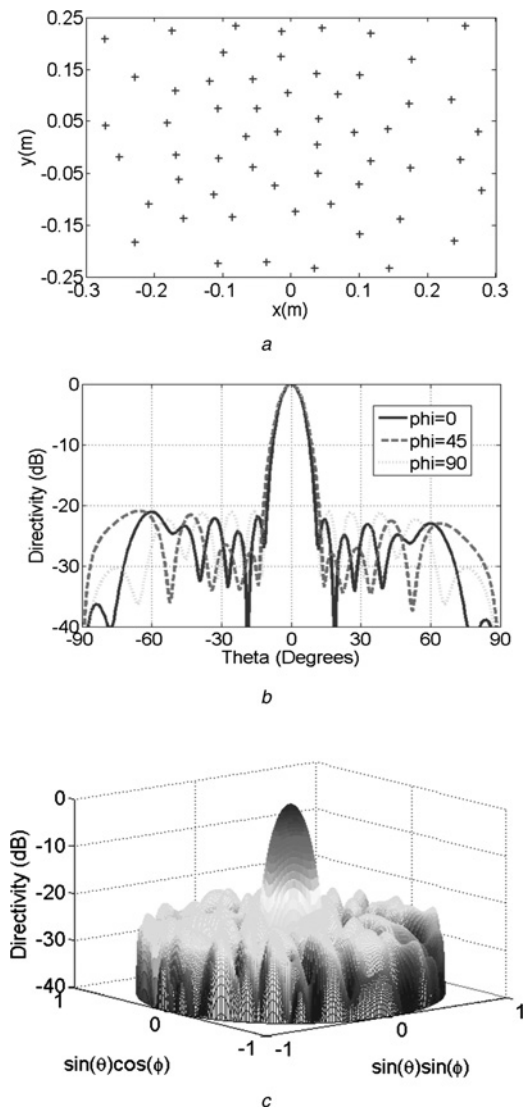 0.25
0.15
0.05
-0.05
-0.15
-0.25
y(m)
-0.3 -0.2 -0.1 0 0.1 0.2 0.3
x(m)
a
0
-10
-20
-30
-40
Directivity (dB)
phi=0
phi=45
phi=90
-90 -60 -30 0 30 60 90
Theta (Degrees)
b
0
-10
-20
-30
-40
Directivity (dB)
1 0 -1
-1 0 1
sin(θ)cos(ϕ)
sin(θ)sin(ϕ)
c